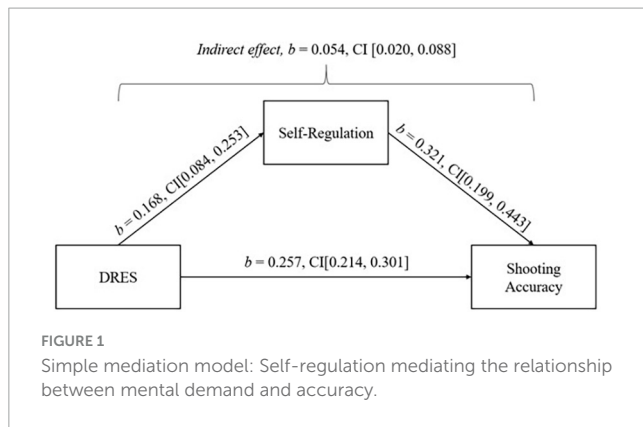 Indirect effect, b = 0.054, CI [0.020, 0.088]
Self-Regulation
b = 0.168, CI[0.084, 0.253]
b = 0.321, CI[0.199, 0.443]
DRES
b = 0.257, CI[0.214, 0.301]
Shooting
Accuracy
FIGURE 1
Simple mediation model: Self-regulation mediating the relationship
between mental demand and accuracy.